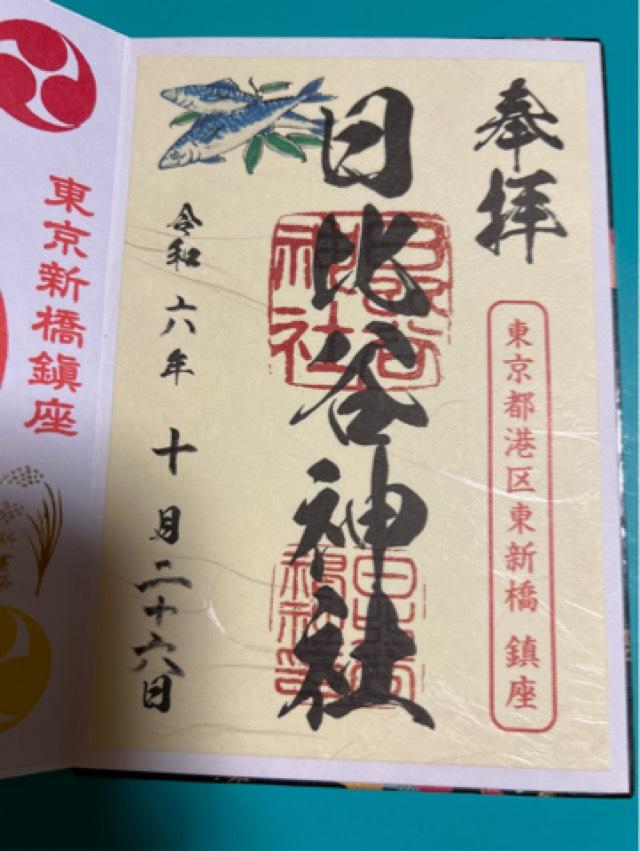 奉拝
東京都港区東新橋 鎮座
日比谷神社
日比谷
神社
令和六年十月二十六日
東京新橋鎮座